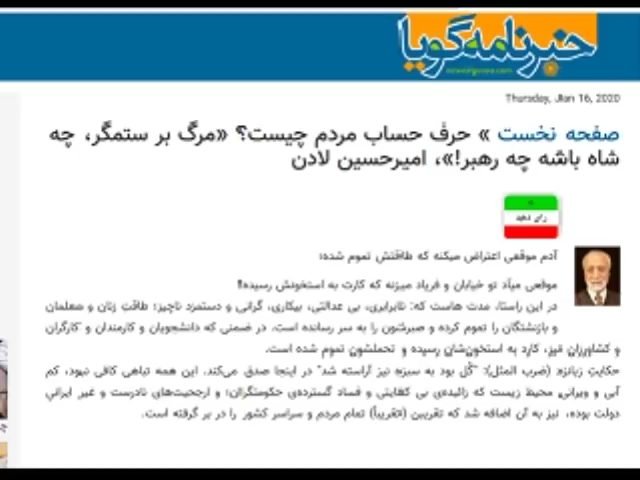 خبرنامه گویا
Thursday, Jan 16, 2020
صفحه نخست » حرف حساب مردم چیست؟ «مرگ بر ستمگر، چه
شاه باشه چه رهبر!»، امیرحسین لادن
رای دهید
آدم موقعی اعتراض میکنه که طاقتش تموم شده؛
موقعی میآد تو خیابان و فریاد میزنه که کارد به استخونش رسیده!!
در این راستا، مدت هاست که: نابرابری، بی عدالتی، بیکاری، گرانی و دستمزد ناچیز؛ طاقتِ زنان و معلمان
و بازنشتگان را تموم کرده و صبرشون را به سر رسانده است. در ضمنی که دانشجویان و کارمندان و کارگران
و کشاورزان نیز، کارد به استخون‌شان رسیده و تحملشون تموم شده است.
حکایتِ زبانزد (ضرب المثل): "گل بود به سبزه نیز آراسته شد" در اینجا صدق می‌کند. این همه تباهی کافی نبود، کم
آبی و ویرانیِ محیط زیست که زائیده‌ی بی کفایتی و فساد گسترده‌ی حکومتگران؛ و ارجحیت‌های نادرست و غیر ایرانیِ
دولت بوده، نیز به آن اضافه شد که تقریبن (تقریباً) تمام مردم و سراسر کشور را در بر گرفته است.